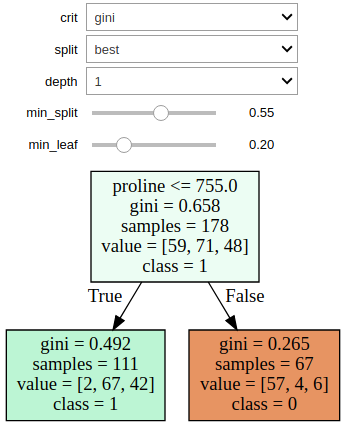 crit gini
split best
depth 1
min_split 0.55
min_leaf 0.20
proline <= 755.0
gini = 0.658
samples = 178
value = [59, 71, 48]
class = 1
True False
gini = 0.492
samples = 111
value = [2, 67, 42]
class = 1
gini = 0.265
samples = 67
value = [57, 4, 6]
class = 0